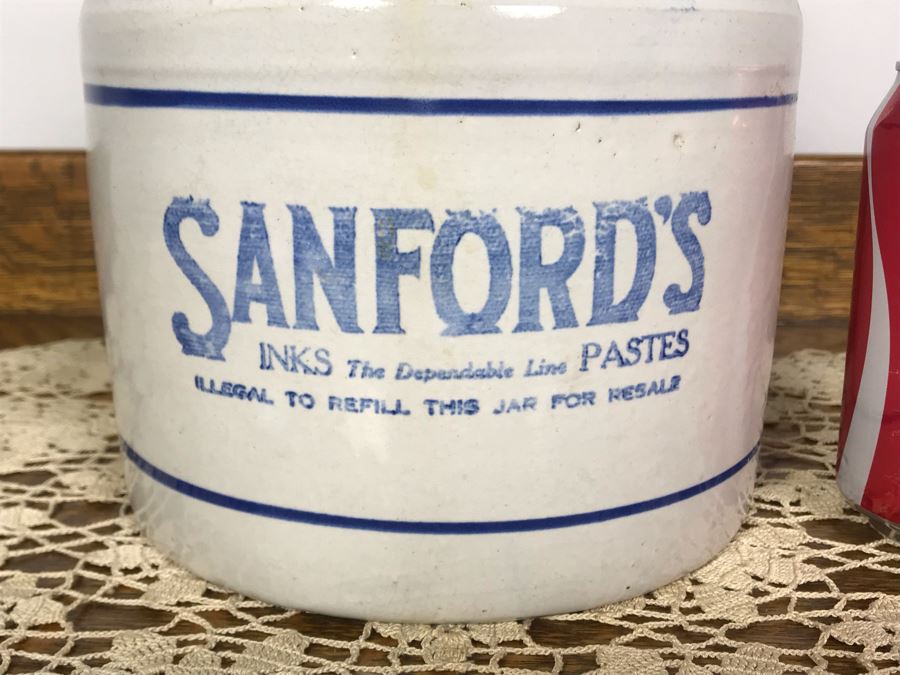 SANFORD'S
INKS The Dependable Line PASTES
ILLEGAL TO REFILL THIS JAR FOR RESALE